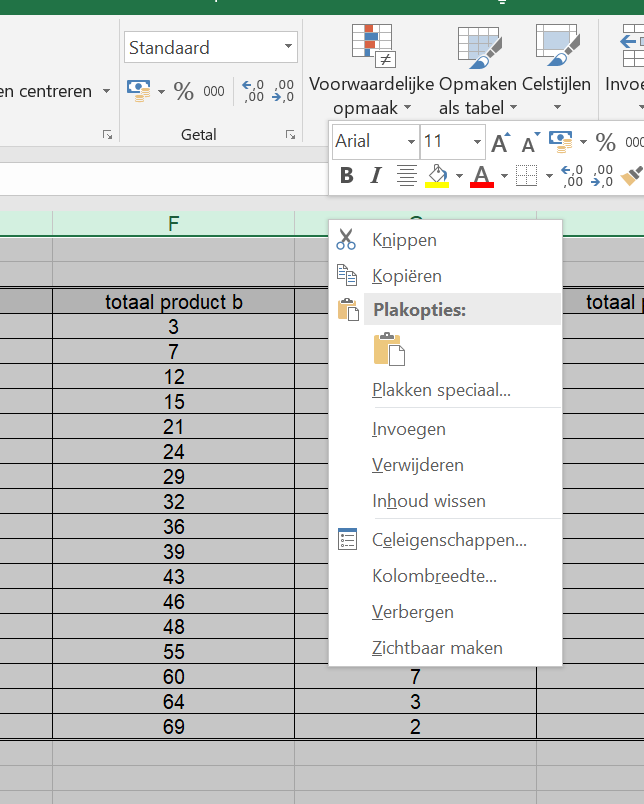 en centreren
Standaard
% 000
,0 ,00
,00 ,0
Getal
Voorwaardelijke
opmaak
Opmaken
als tabel
Celstijlen
Invoe
Arial 11 A A % 000
B I A ,0 ,00
,00 ,0
F
Knippen
Kopiëren
Plakopties:
Plakken speciaal...
Invoegen
Verwijderen
Inhoud wissen
Celeigenschappen...
Kolombreedte...
Verbergen
Zichtbaar maken
totaal product b totaal p
3
7
12
15
21
24
29
32
36
39
43
46
48
55
60 7
64 3
69 2